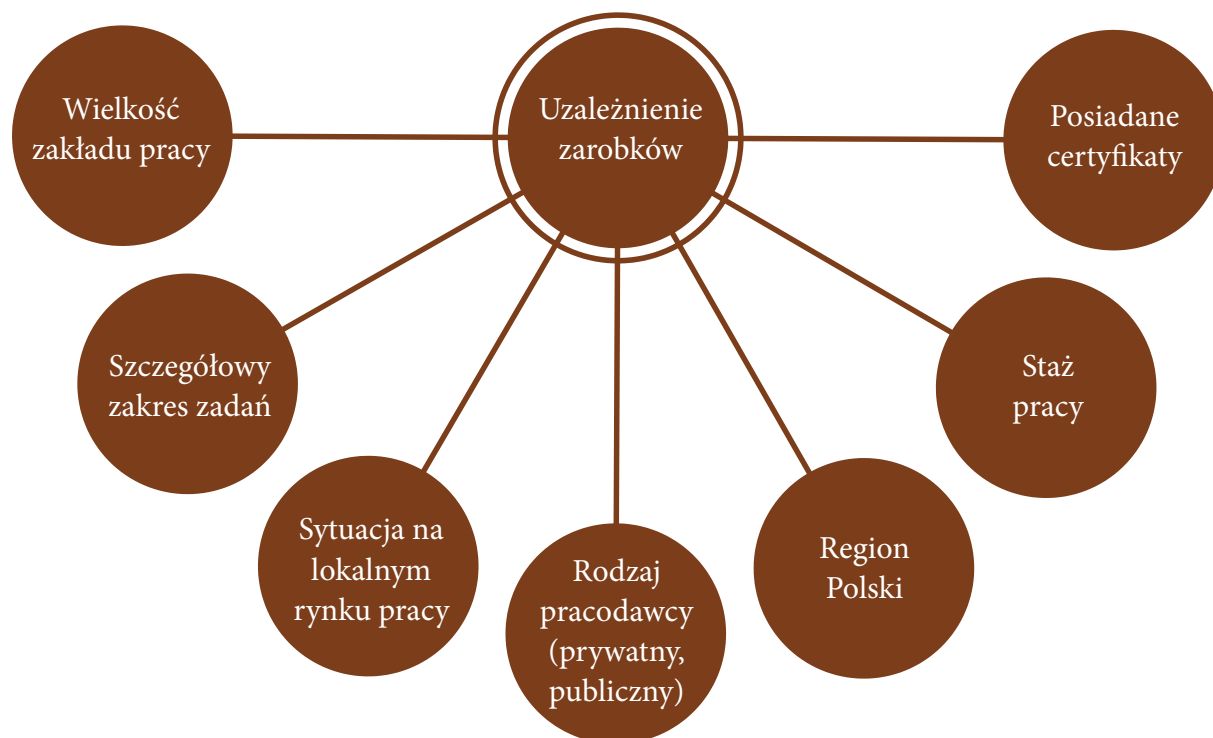 Wielkość
zakładu pracy
Uzależnienie
zarobków
Posiadane
certyfikaty
Szczegółowy
zakres zadań
Staż
pracy
Sytuacja na
lokalnym
rynku pracy
Rodzaj
pracodawcy
(prywatny,
publiczny)
Region
Polski